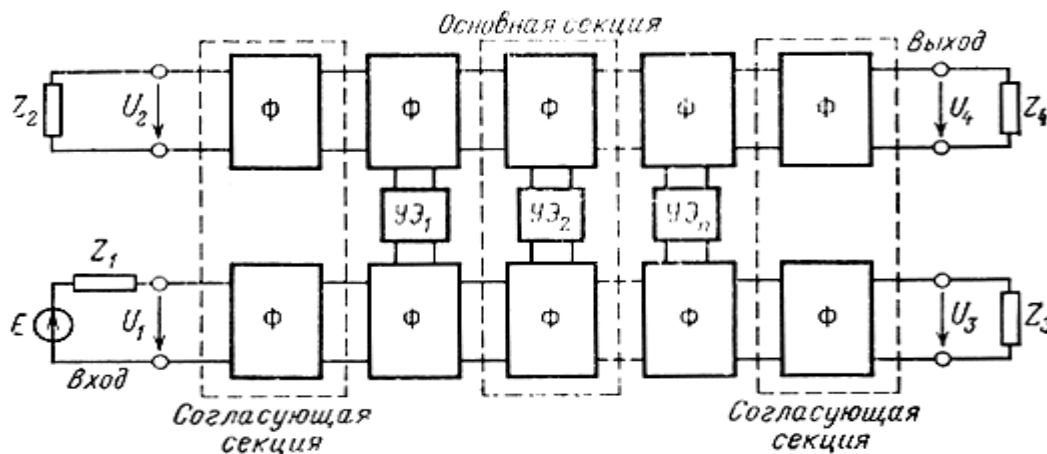 Основная секция
Выход
Z₂
U₂
Ф
Ф
Ф
Ф
Ф
U₄
Z₄
УЭ₁
УЭ₂
УЭₙ
Z₁
E
U₁
Ф
Ф
Ф
Ф
Ф
U₃
Z₃
Вход
Согласующая
секция
Согласующая
секция